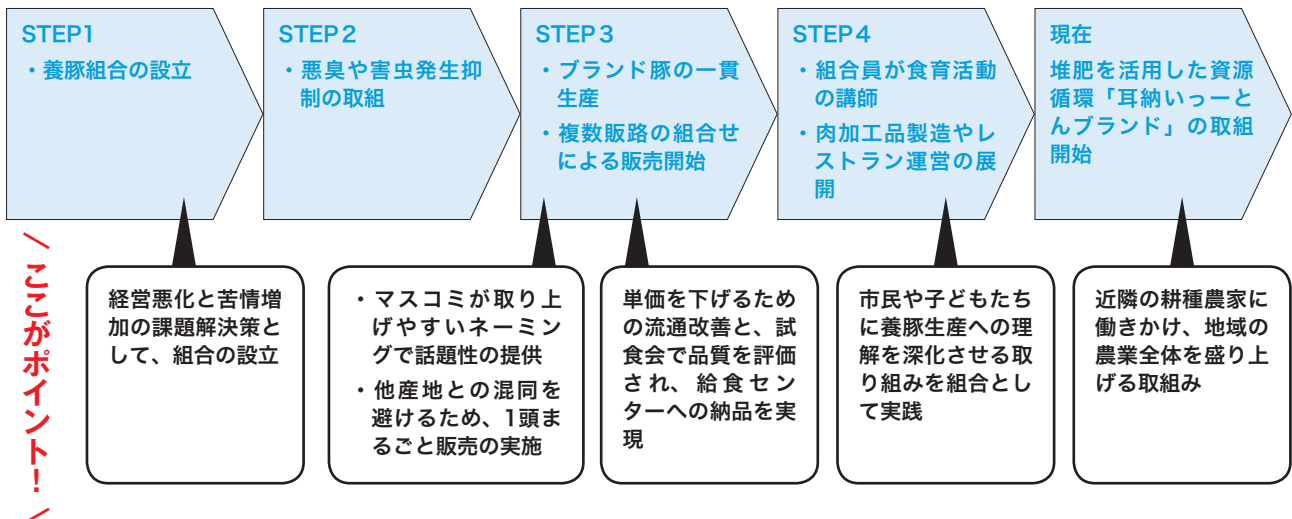 STEP1
・養豚組合の設立
STEP2
・悪臭や害虫発生抑
制の取組
STEP3
・ブランド豚の一貫
生産
・複数販路の組合せ
による販売開始
STEP4
・組合員が食育活動
の講師
・肉加工品製造やレ
ストラン運営の展
開
現在
堆肥を活用した資源
循環「耳納いっーと
んブランド」の取組
開始
\ ここがポイント！ /
経営悪化と苦情増
加の課題解決策と
して、組合の設立
・マスコミが取り上
げやすいネーミン
グで話題性の提供
・他産地との混同を
避けるため、1頭ま
るごと販売の実施
単価を下げるため
の流通改善と、試
食会で品質を評価
され、給食セン
ターへの納品を実
現
市民や子どもたち
に養豚生産への理
解を深化させる取
り組みを組合とし
て実践
近隣の耕種農家に
働きかけ、地域の
農業全体を盛り上
げる取組み